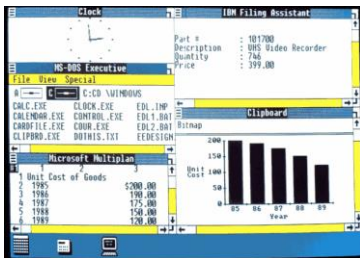 Clock
MS-DOS Executive
File View Special
A C C:CD \WINDOWS
CALC.EXE CLOCK.EXE EDL.IMP
CALENDAR.EXE CONTROL.EXE EDL1.BAT
CARDFILE.EXE COUR.EXE EDL2.BAT
CLIPBRD.EXE DOTHIS.TXT EEDESIGN
Microsoft Multiplan
1 2 3
1 Unit Cost of Goods
2 1985 $200.00
3 1986 190.00
4 1987 175.00
5 1988 150.00
6 1989 120.00
IBM Filing Assistant
Part # : 101700
Description : VHS Video Recorder
Quantity : 746
Price : 399.00
Clipboard
Bitmap
200
150
100
50
0
Unit
Cost
85 86 87 88 89
Year